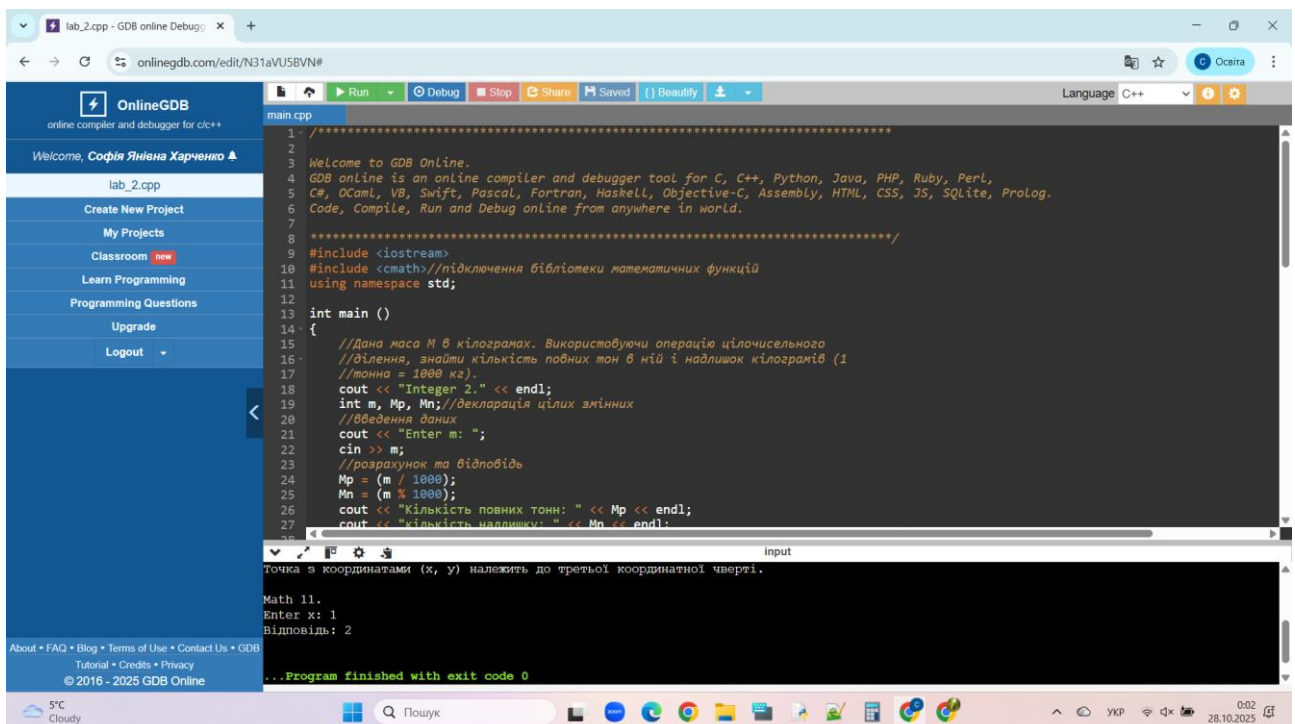 lab_2.cpp - GDB online Debugg
onlinegdb.com/edit/N31aVU5BVN#
Освіта
OnlineGDB
online compiler and debugger for c/c++
Welcome, Софія Янівна Харченко
lab_2.cpp
Create New Project
My Projects
Classroom new
Learn Programming
Programming Questions
Upgrade
Logout
About • FAQ • Blog • Terms of Use • Contact Us • GDB
Tutorial • Credits • Privacy
© 2016 - 2025 GDB Online
Run Debug Stop Share Saved {} Beautify
Language C++
main.cpp
1 /******************************************************************************
2
3 Welcome to GDB Online.
4 GDB online is an online compiler and debugger tool for C, C++, Python, Java, PHP, Ruby, Perl,
5 C#, OCaml, VB, Swift, Pascal, Fortran, Haskell, Objective-C, Assembly, HTML, CSS, JS, SQLite, Prolog.
6 Code, Compile, Run and Debug online from anywhere in world.
7
8 *******************************************************************************/
9 #include <iostream>
10 #include <cmath>//підключення бібліотеки математичних функцій
11 using namespace std;
12
13 int main ()
14 {
15 //Дана маса М в кілограмах. Використовуючи операцію цілочисельного
16 //ділення, знайти кількість повних тон в ній і надлишок кілограмів (1
17 //тонна = 1000 кг).
18 cout << "Integer 2." << endl;
19 int m, Mp, Mn;//декларація цілих змінних
20 //введення даних
21 cout << "Enter m: ";
22 cin >> m;
23 //розрахунок та відповідь
24 Mp = (m / 1000);
25 Mn = (m % 1000);
26 cout << "Кількість повних тонн: " << Mp << endl;
27 cout << "кількість надлишку: " << Mn << endl;
28
input
Точка з координатами (x, y) належить до третьої координатної чверті.
Math 11.
Enter x: 1
Відповідь: 2
...Program finished with exit code 0
5°C
Cloudy
Пошук
УКР
0:02
28.10.2025